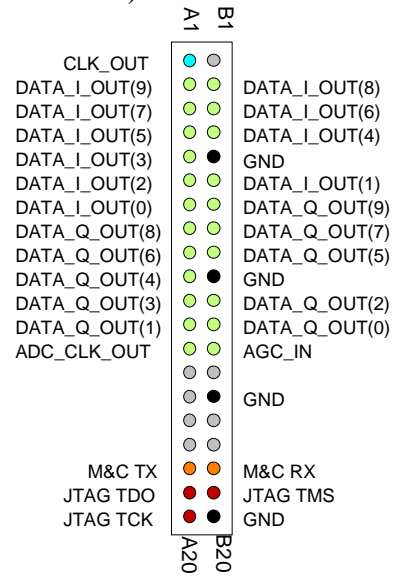 )
A1 B1
CLK_OUT
DATA_I_OUT(9) DATA_I_OUT(8)
DATA_I_OUT(7) DATA_I_OUT(6)
DATA_I_OUT(5) DATA_I_OUT(4)
DATA_I_OUT(3) GND
DATA_I_OUT(2) DATA_I_OUT(1)
DATA_I_OUT(0) DATA_Q_OUT(9)
DATA_Q_OUT(8) DATA_Q_OUT(7)
DATA_Q_OUT(6) DATA_Q_OUT(5)
DATA_Q_OUT(4) GND
DATA_Q_OUT(3) DATA_Q_OUT(2)
DATA_Q_OUT(1) DATA_Q_OUT(0)
ADC_CLK_OUT AGC_IN
GND
M&C TX M&C RX
JTAG TDO JTAG TMS
JTAG TCK GND
A20 B20